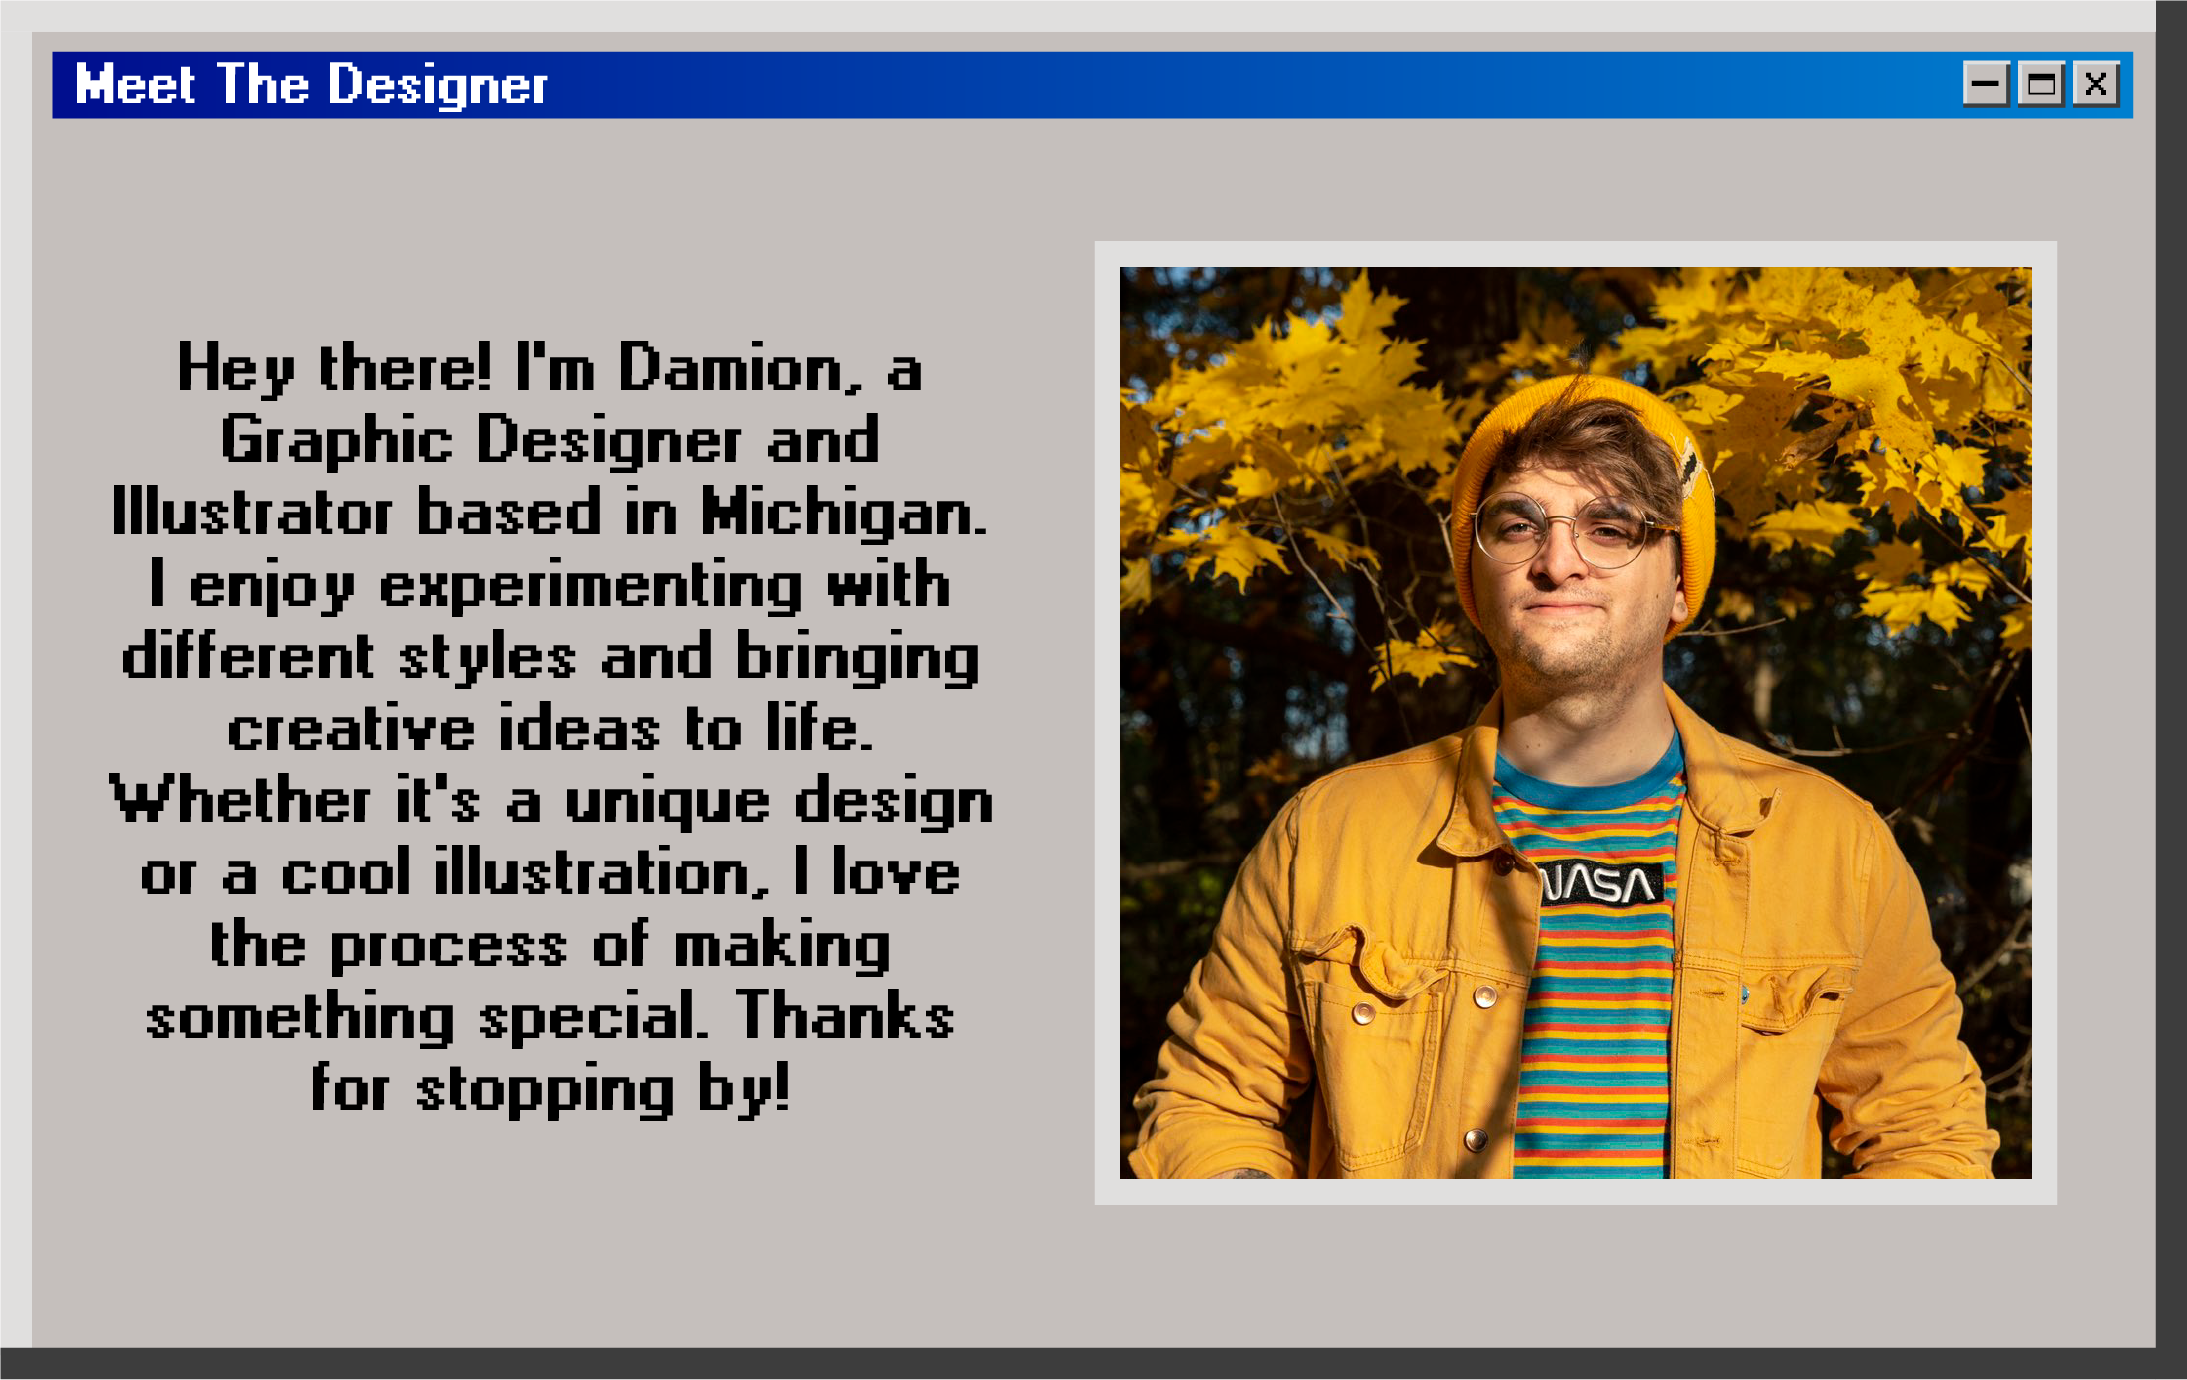 Meet The Designer
Hey there! I'm Damion, a
Graphic Designer and
Illustrator based in Michigan.
I enjoy experimenting with
different styles and bringing
creative ideas to life.
Whether it's a unique design
or a cool illustration, I love
the process of making
something special. Thanks
for stopping by!
NASA